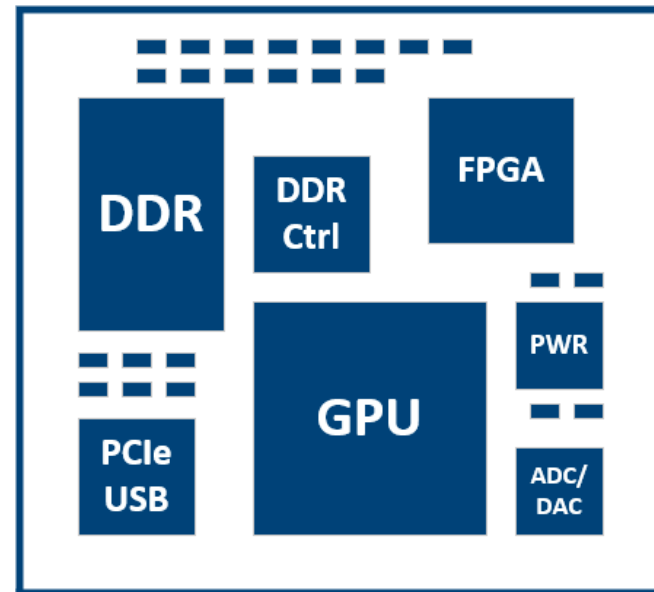 DDR
DDR
Ctrl
FPGA
PWR
GPU
PCIe
USB
ADC/
DAC